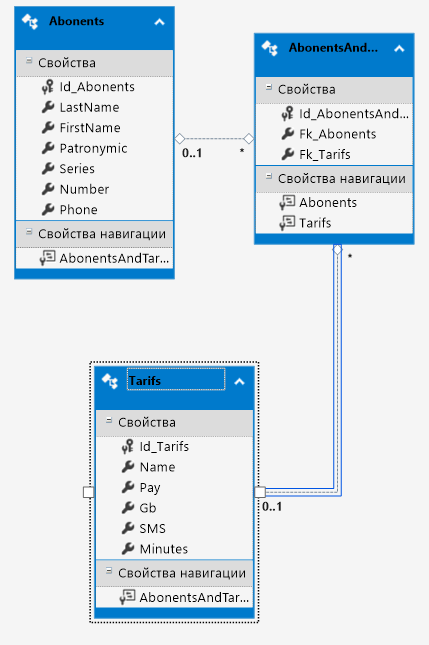 Abonents
Свойства
Id_Abonents
LastName
FirstName
Patronymic
Series
Number
Phone
Свойства навигации
AbonentsAndTar...
0..1
*
AbonentsAnd...
Свойства
Id_AbonentsAnd...
Fk_Abonents
Fk_Tarifs
Свойства навигации
Abonents
Tarifs
*
Tarifs
Свойства
Id_Tarifs
Name
Pay
Gb
SMS
Minutes
Свойства навигации
AbonentsAndTar...
0..1